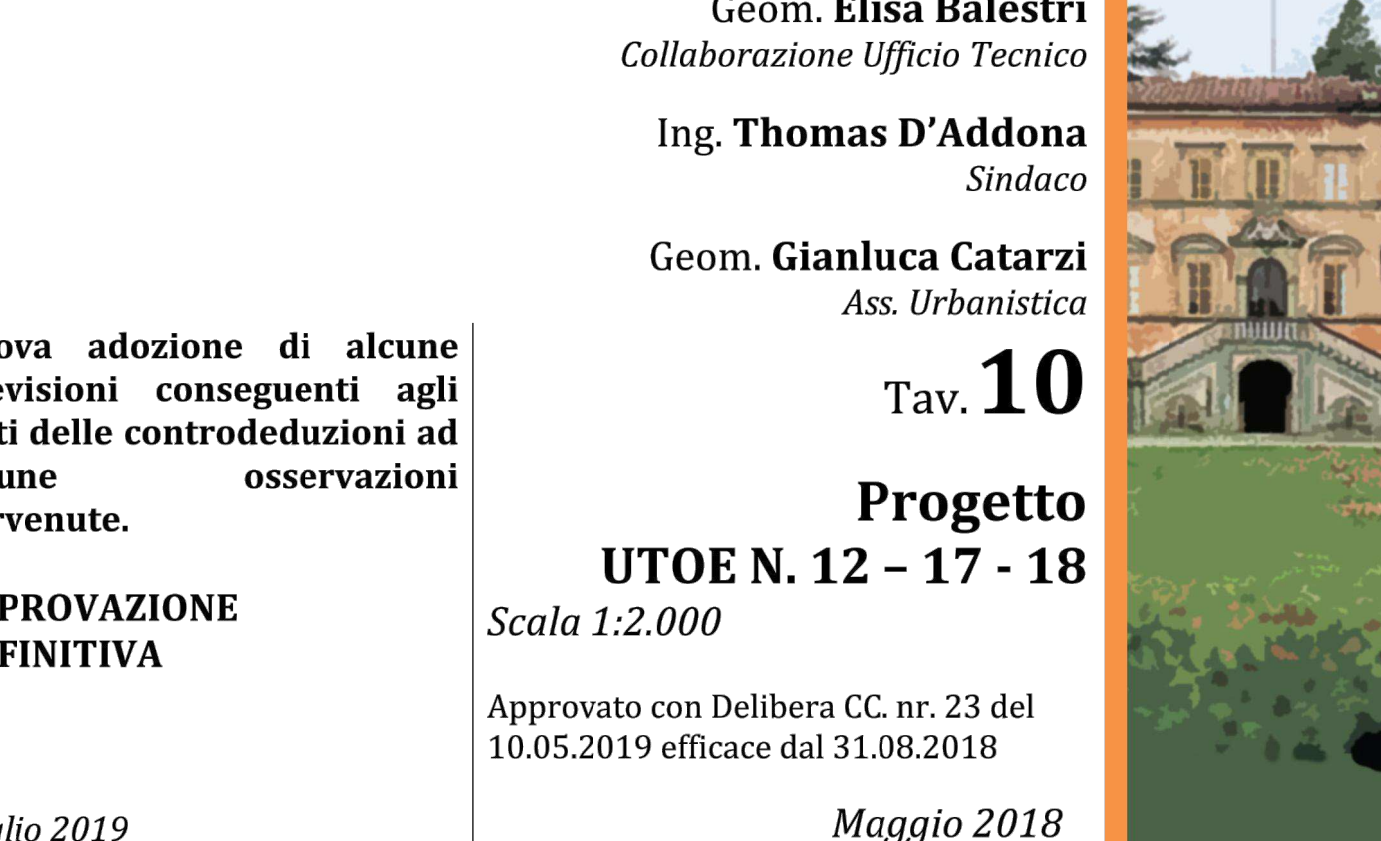 Geom. Elisa Balestri
Collaborazione Ufficio Tecnico
Ing. Thomas D’Addona
Sindaco
Geom. Gianluca Catarzi
Ass. Urbanistica
ova adozione di alcune
evisioni conseguenti agli
ti delle controdeduzioni ad
une osservazioni
rvenute.
PROVAZIONE
FINITIVA
glio 2019
Tav. 10
Progetto
UTOE N. 12 – 17 - 18
Scala 1:2.000
Approvato con Delibera CC. nr. 23 del
10.05.2019 efficace dal 31.08.2018
Maggio 2018